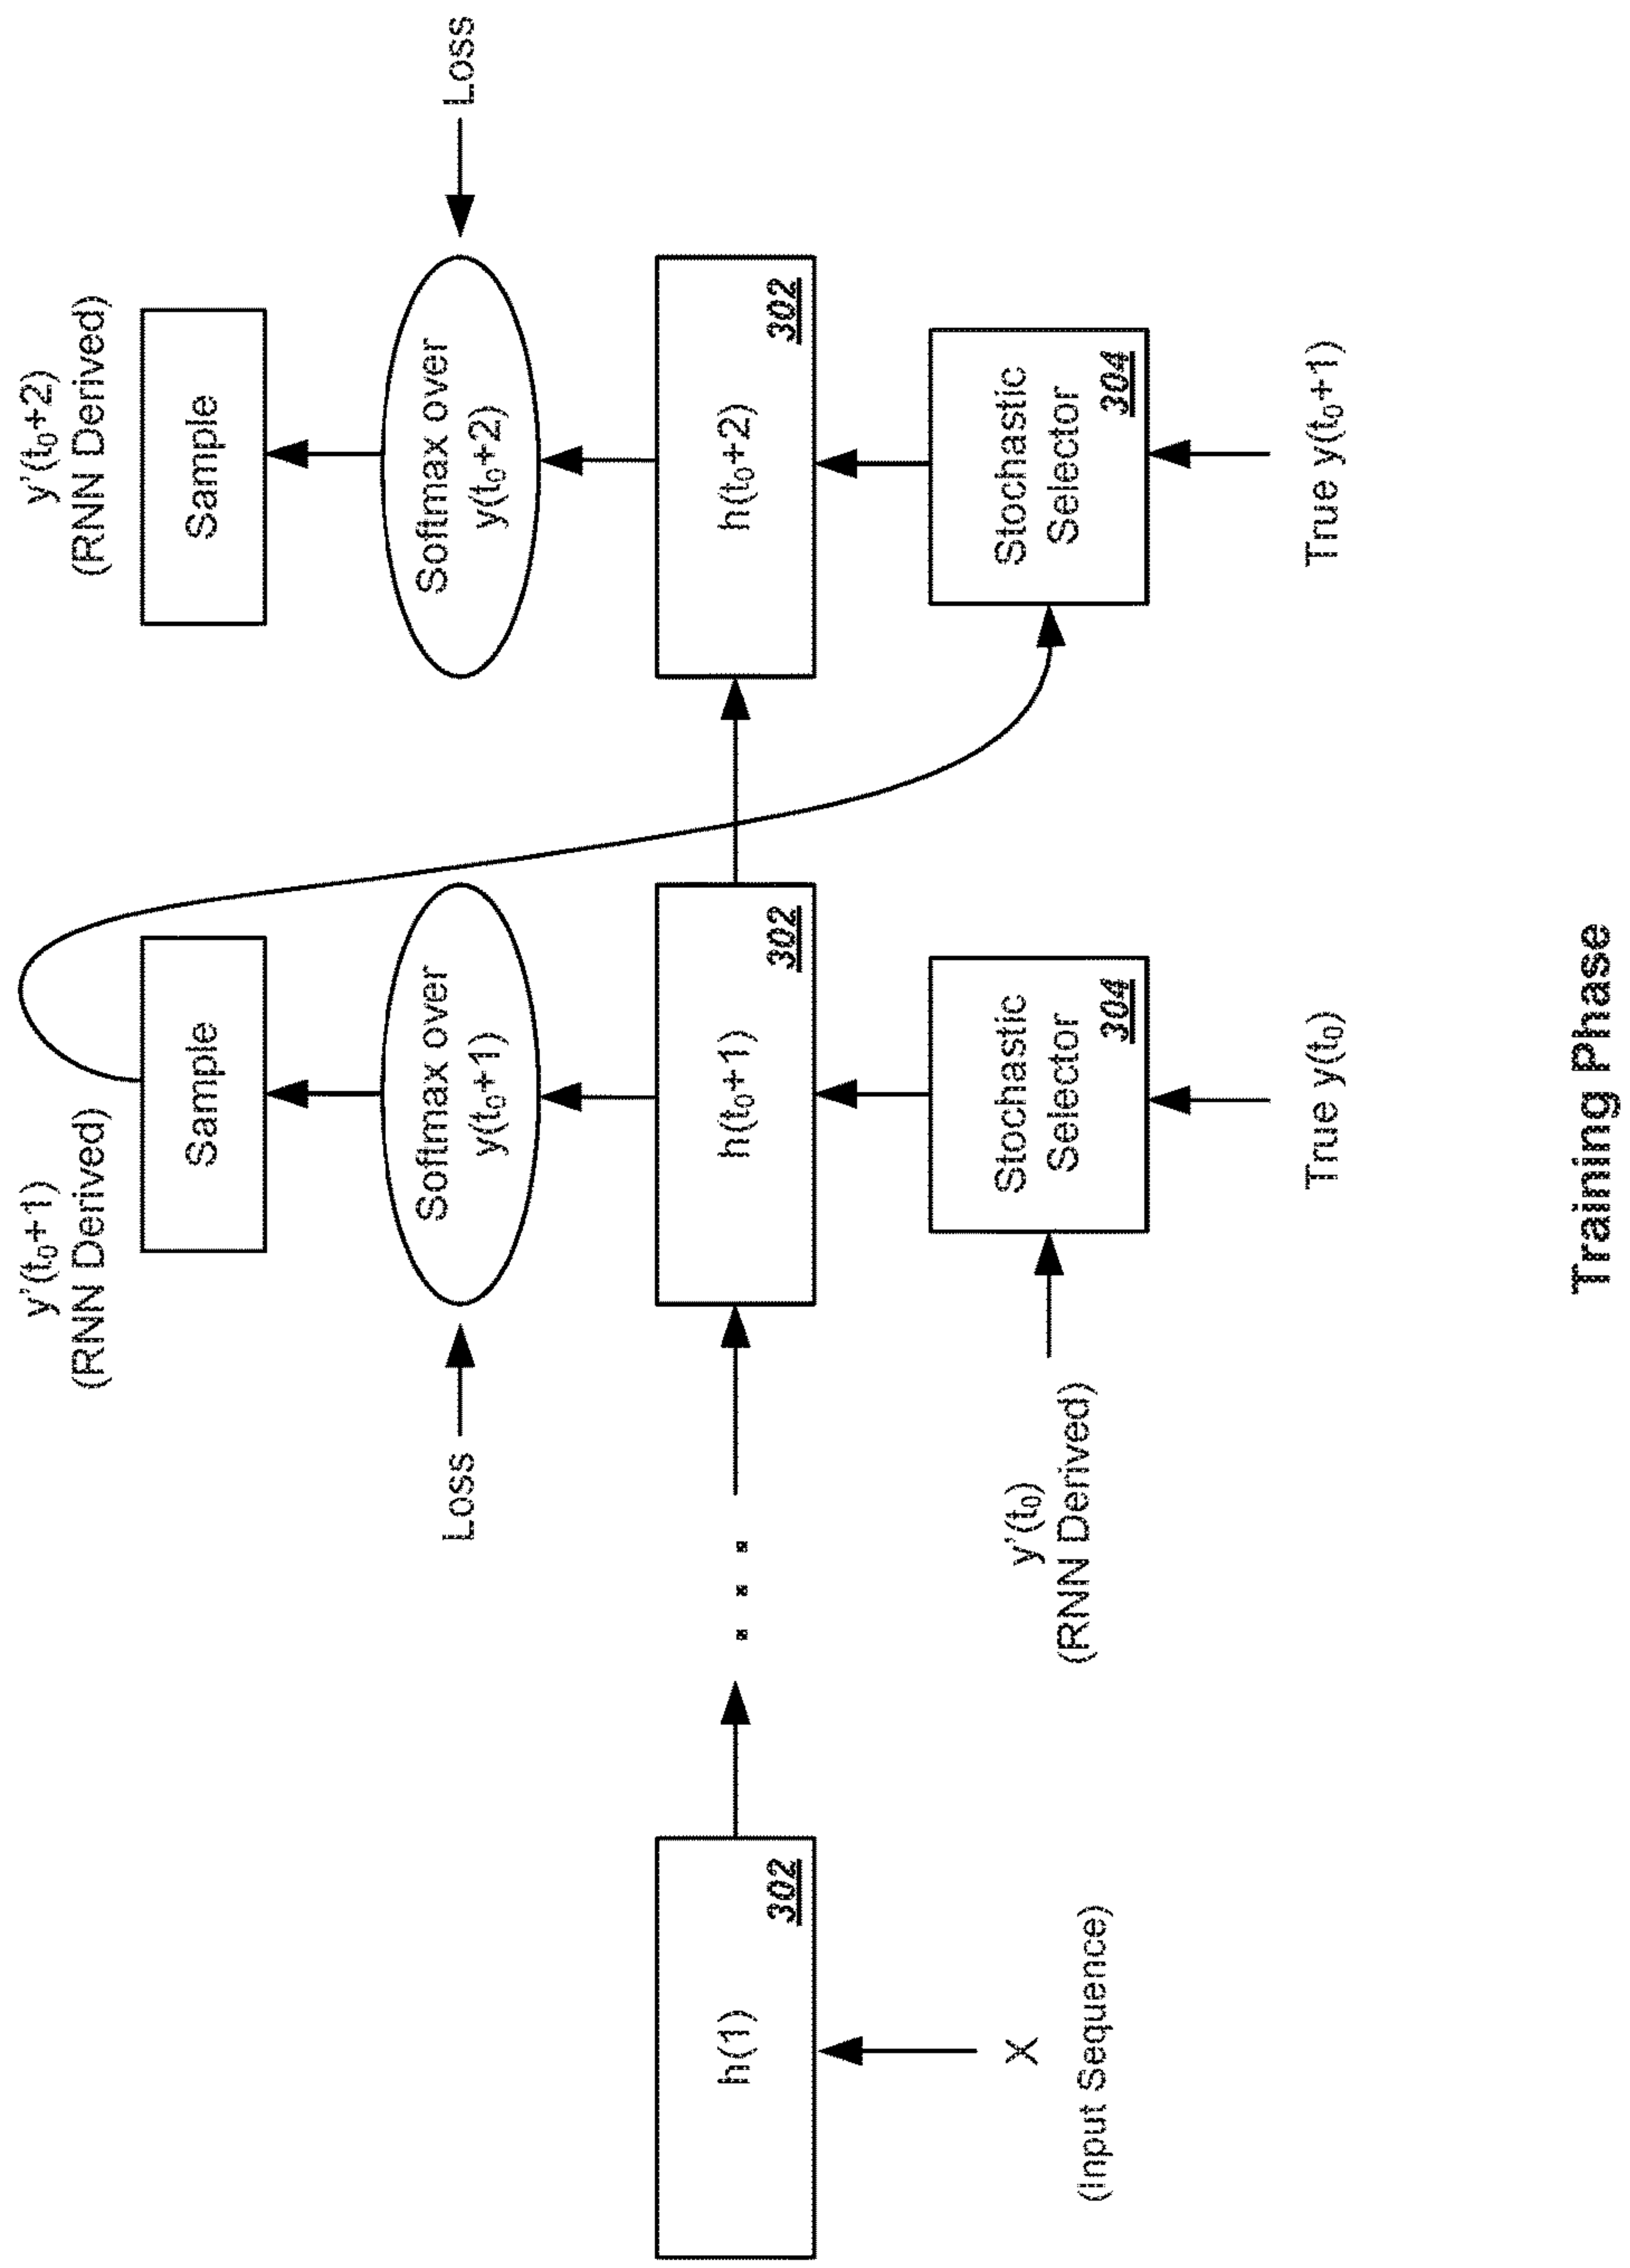 y'(t₀+1)
(RNN Derived)
y'(t₀+2)
(RNN Derived)
Sample
Sample
Loss
Softmax over
y(t₀+1)
Softmax over
y(t₀+2)
Loss
h(1)
302
h(t₀+1)
302
h(t₀+2)
302
X
(Input Sequence)
y'(t₀)
(RNN Derived)
Stochastic
Selector
304
Stochastic
Selector
304
True y(t₀)
True y(t₀+1)
Training Phase